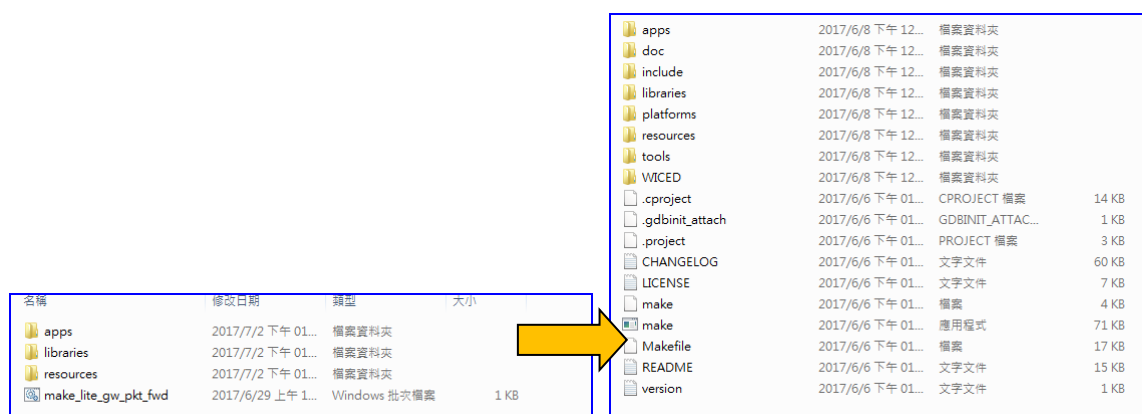 apps 2017/6/8 下午 12... 檔案資料夾
doc 2017/6/8 下午 12... 檔案資料夾
include 2017/6/8 下午 12... 檔案資料夾
libraries 2017/6/8 下午 12... 檔案資料夾
platforms 2017/6/8 下午 12... 檔案資料夾
resources 2017/6/8 下午 12... 檔案資料夾
tools 2017/6/8 下午 12... 檔案資料夾
WICED 2017/6/8 下午 12... 檔案資料夾
.cproject 2017/6/6 下午 01... CPROJECT 檔案 14 KB
.gdbinit_attach 2017/6/6 下午 01... GDBINIT_ATTAC... 1 KB
.project 2017/6/6 下午 01... PROJECT 檔案 3 KB
CHANGELOG 2017/6/6 下午 01... 文字文件 60 KB
LICENSE 2017/6/6 下午 01... 文字文件 7 KB
make 2017/6/6 下午 01... 檔案 4 KB
make 2017/6/6 下午 01... 應用程式 71 KB
Makefile 2017/6/6 下午 01... 檔案 17 KB
README 2017/6/6 下午 01... 文字文件 15 KB
version 2017/6/6 下午 01... 文字文件 1 KB
名稱 修改日期 類型 大小
apps 2017/7/2 下午 01... 檔案資料夾
libraries 2017/7/2 下午 01... 檔案資料夾
resources 2017/7/2 下午 01... 檔案資料夾
make_lite_gw_pkt_fwd 2017/6/29 上午 1... Windows 批次檔案 1 KB